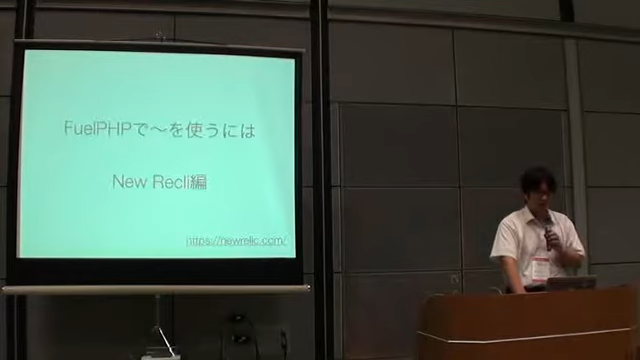 FuelPHPで〜を使うには
New Recli編
https://newrelic.com/